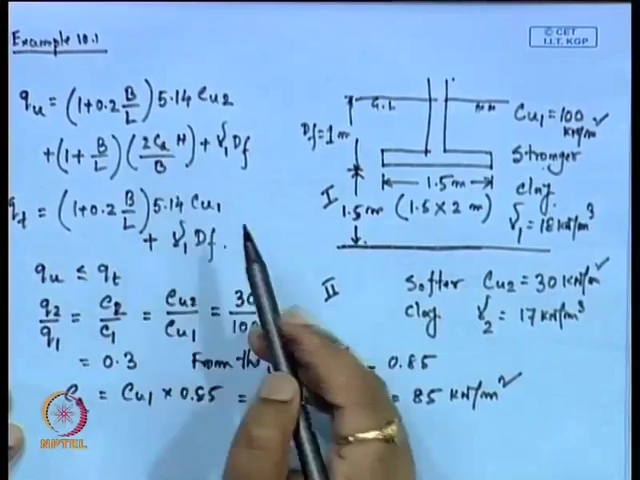 Example 10.1
© CET
I.I.T. KGP
qu = (1+0.2 B/L) 5.14 Cu2
+ (1+ B/L) (2Ca H/B) + γ1 Df
qt = (1+0.2 B/L) 5.14 Cu1
+ γ1 Df.
qu ≤ qt
q2/q1 = C2/C1 = Cu2/Cu1 = 30/100
= 0.3 From the = 0.85
= Cu1 × 0.85 = = 85 kN/m²
G.L
Df=1m
1.5m
(1.5 × 2 m)
I
1.5m
II
Cu1=100
kN/m²
Stronger
clay
γ1 = 18 kN/m³
Softer Cu2 = 30 kN/m²
Clay γ2 = 17 kN/m³
NPTEL